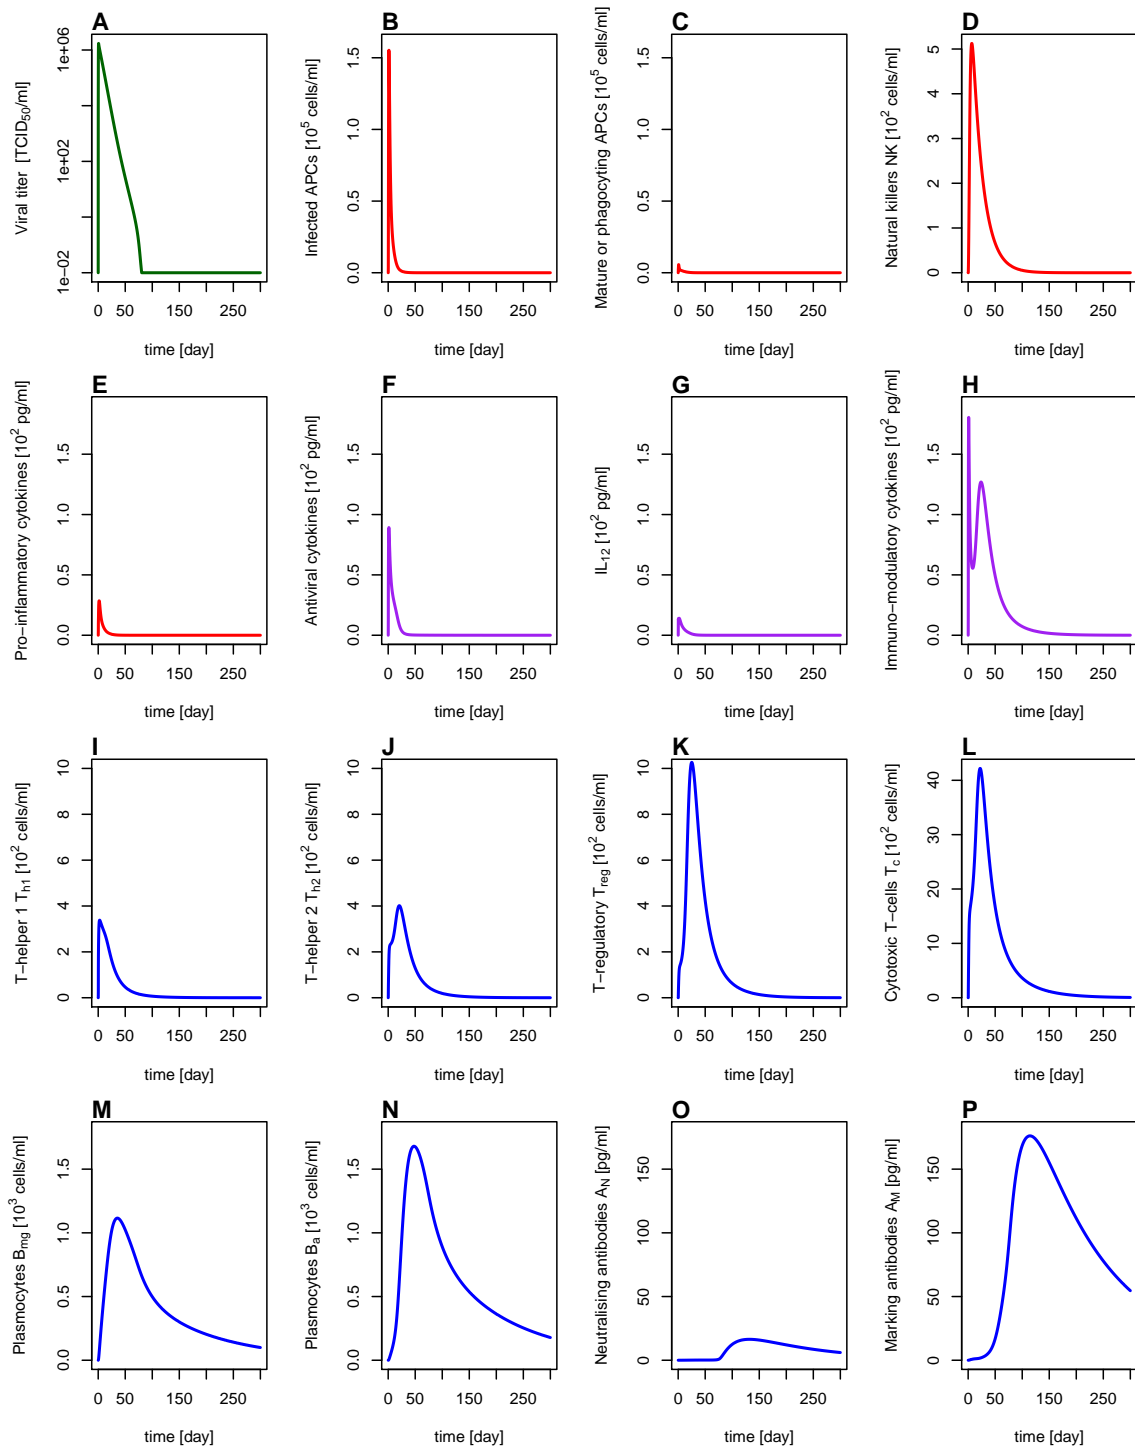 A
Viral titer [TCID50/ml]
1e−02 1e+02 1e+06
0 50 150 250
time [day]
B
Infected APCs [10^5 cells/ml]
0.0 0.5 1.0 1.5
0 50 150 250
time [day]
C
Mature or phagocyting APCs [10^5 cells/ml]
0.0 0.5 1.0 1.5
0 50 150 250
time [day]
D
Natural killers NK [10^2 cells/ml]
0 1 2 3 4 5
0 50 150 250
time [day]
E
Pro−inflammatory cytokines [10^2 pg/ml]
0.0 0.5 1.0 1.5
0 50 150 250
time [day]
F
Antiviral cytokines [10^2 pg/ml]
0.0 0.5 1.0 1.5
0 50 150 250
time [day]
G
IL12 [10^2 pg/ml]
0.0 0.5 1.0 1.5
0 50 150 250
time [day]
H
Immuno−modulatory cytokines [10^2 pg/ml]
0.0 0.5 1.0 1.5
0 50 150 250
time [day]
I
T−helper 1 Th1 [10^2 cells/ml]
0 2 4 6 8 10
0 50 150 250
time [day]
J
T−helper 2 Th2 [10^2 cells/ml]
0 2 4 6 8 10
0 50 150 250
time [day]
K
T−regulatory Treg [10^2 cells/ml]
0 2 4 6 8 10
0 50 150 250
time [day]
L
Cytotoxic T−cells Tc [10^2 cells/ml]
0 10 20 30 40
0 50 150 250
time [day]
M
Plasmocytes Bmg [10^3 cells/ml]
0.0 0.5 1.0 1.5
0 50 150 250
time [day]
N
Plasmocytes Ba [10^3 cells/ml]
0.0 0.5 1.0 1.5
0 50 150 250
time [day]
O
Neutralising antibodies AN [pg/ml]
0 50 100 150
0 50 150 250
time [day]
P
Marking antibodies AM [pg/ml]
0 50 100 150
0 50 150 250
time [day]